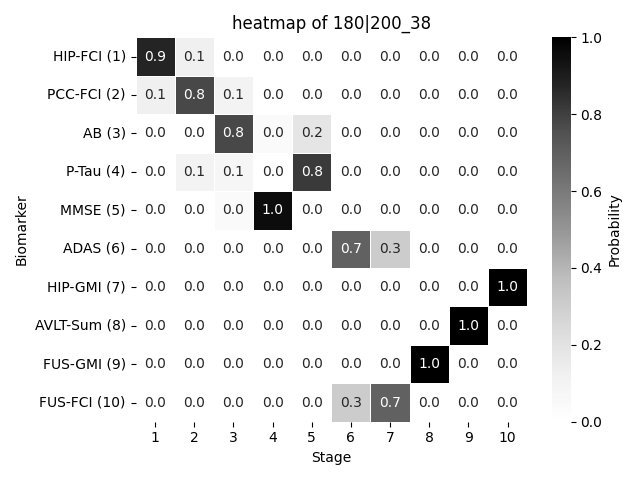 heatmap of 180|200_38
HIP-FCI (1) 0.9 0.1 0.0 0.0 0.0 0.0 0.0 0.0 0.0 0.0
PCC-FCI (2) 0.1 0.8 0.1 0.0 0.0 0.0 0.0 0.0 0.0 0.0
AB (3) 0.0 0.0 0.8 0.0 0.2 0.0 0.0 0.0 0.0 0.0
P-Tau (4) 0.0 0.1 0.1 0.0 0.8 0.0 0.0 0.0 0.0 0.0
MMSE (5) 0.0 0.0 0.0 1.0 0.0 0.0 0.0 0.0 0.0 0.0
ADAS (6) 0.0 0.0 0.0 0.0 0.0 0.7 0.3 0.0 0.0 0.0
HIP-GMI (7) 0.0 0.0 0.0 0.0 0.0 0.0 0.0 0.0 0.0 1.0
AVLT-Sum (8) 0.0 0.0 0.0 0.0 0.0 0.0 0.0 0.0 1.0 0.0
FUS-GMI (9) 0.0 0.0 0.0 0.0 0.0 0.0 0.0 1.0 0.0 0.0
FUS-FCI (10) 0.0 0.0 0.0 0.0 0.0 0.3 0.7 0.0 0.0 0.0
1 2 3 4 5 6 7 8 9 10
Stage
Biomarker
1.0
0.8
0.6
0.4
0.2
0.0
Probability